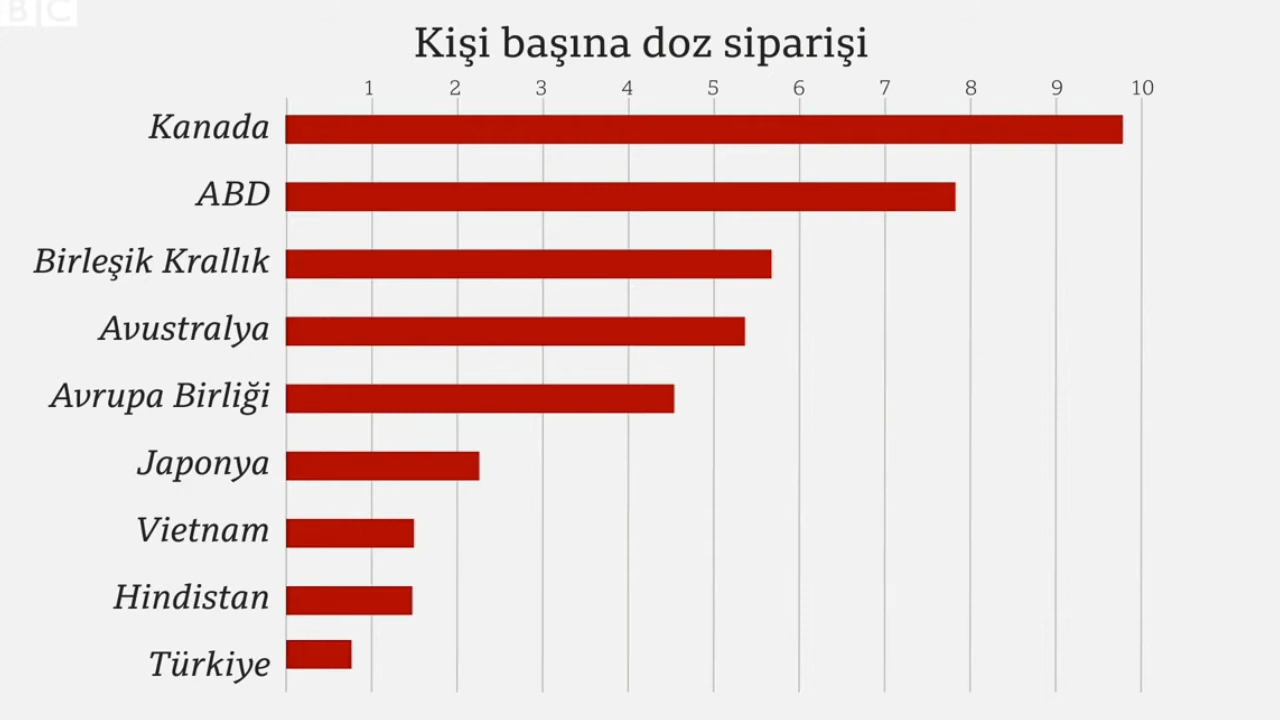 BBC
Kişi başına doz siparişi
1 2 3 4 5 6 7 8 9 10
Kanada
ABD
Birleşik Krallık
Avustralya
Avrupa Birliği
Japonya
Vietnam
Hindistan
Türkiye